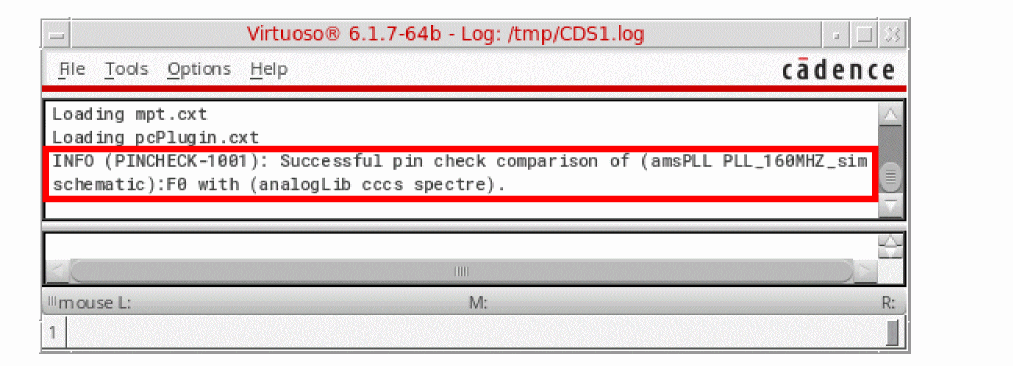 Virtuoso® 6.1.7-64b - Log: /tmp/CDS1.log
File Tools Options Help
cādence
Loading mpt.cxt
Loading pcPlugin.cxt
INFO (PINCHECK-1001): Successful pin check comparison of (amsPLL PLL_160MHZ_sim
schematic):F0 with (analogLib cccs spectre).
mouse L: M: R:
1